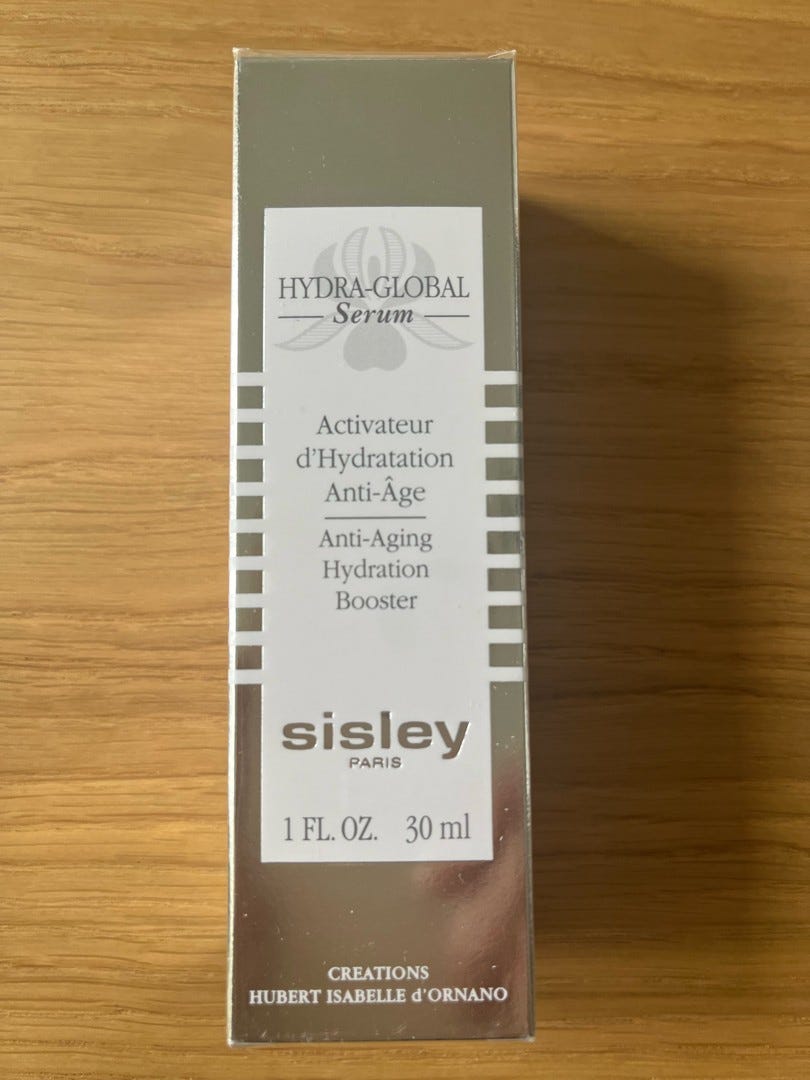 HYDRA-GLOBAL
Serum
Activateur
d'Hydratation
Anti-Âge
Anti-Aging
Hydration
Booster
sisley
PARIS
1 FL. OZ. 30 ml
CREATIONS
HUBERT ISABELLE d'ORNANO